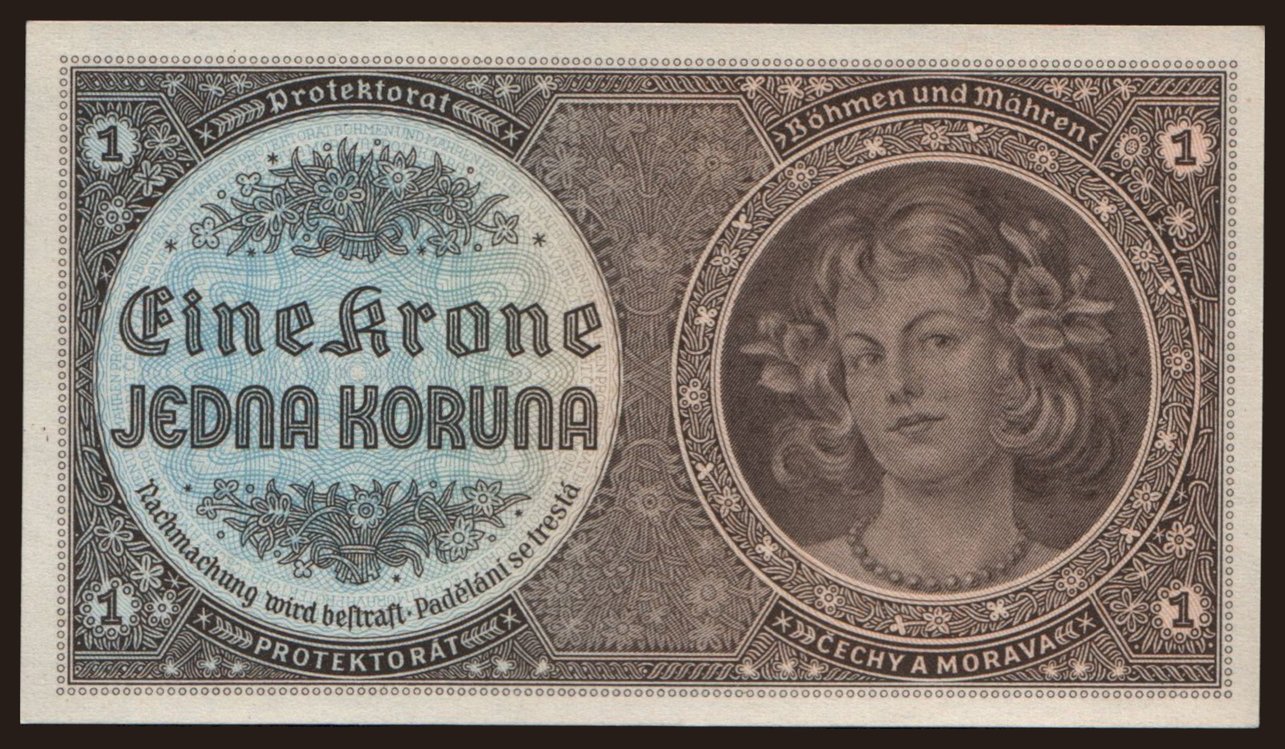 Protektorat
Böhmen und Mähren
1
1
Eine Krone
JEDNA KORUNA
Nachmachung wird bestraft · Padělání se trestá
1
1
PROTEKTORÁT
ČECHY A MORAVA